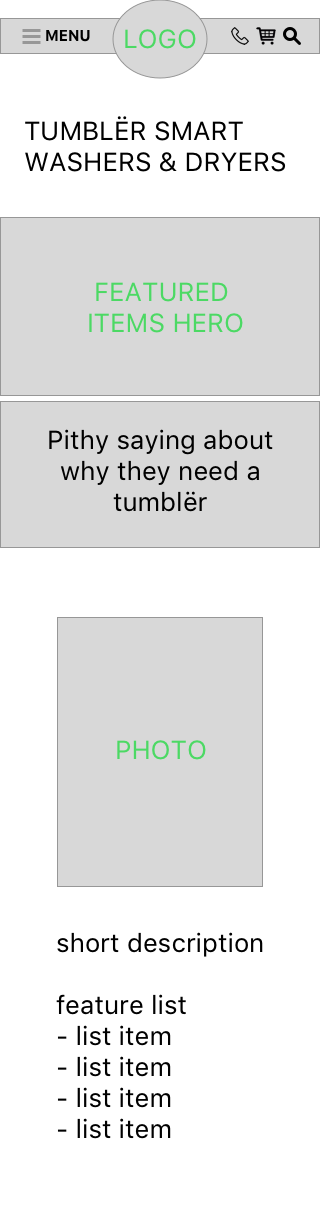 MENU
LOGO
TUMBLËR SMART
WASHERS & DRYERS
FEATURED
ITEMS HERO
Pithy saying about
why they need a
tumblër
PHOTO
short description
feature list
- list item
- list item
- list item
- list item